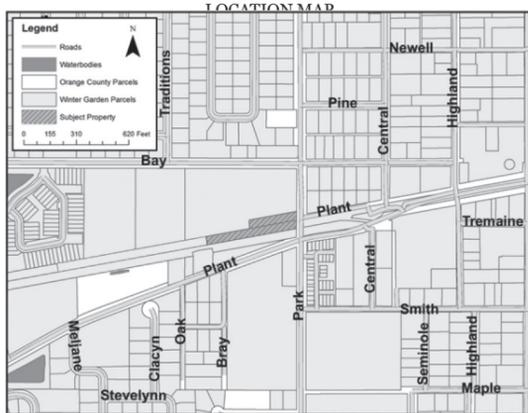 LOCATION MAP
Legend
Roads
Waterbodies
Orange County Parcels
Winter Garden Parcels
Subject Property
0 155 310 620 Feet
N
Traditions
Newell
Pine
Central
Highland
Bay
Plant
Tremaine
Plant
Central
Park
Smith
Meljane
Clacyn
Oak
Bray
Seminole
Highland
Stevelynn
Maple